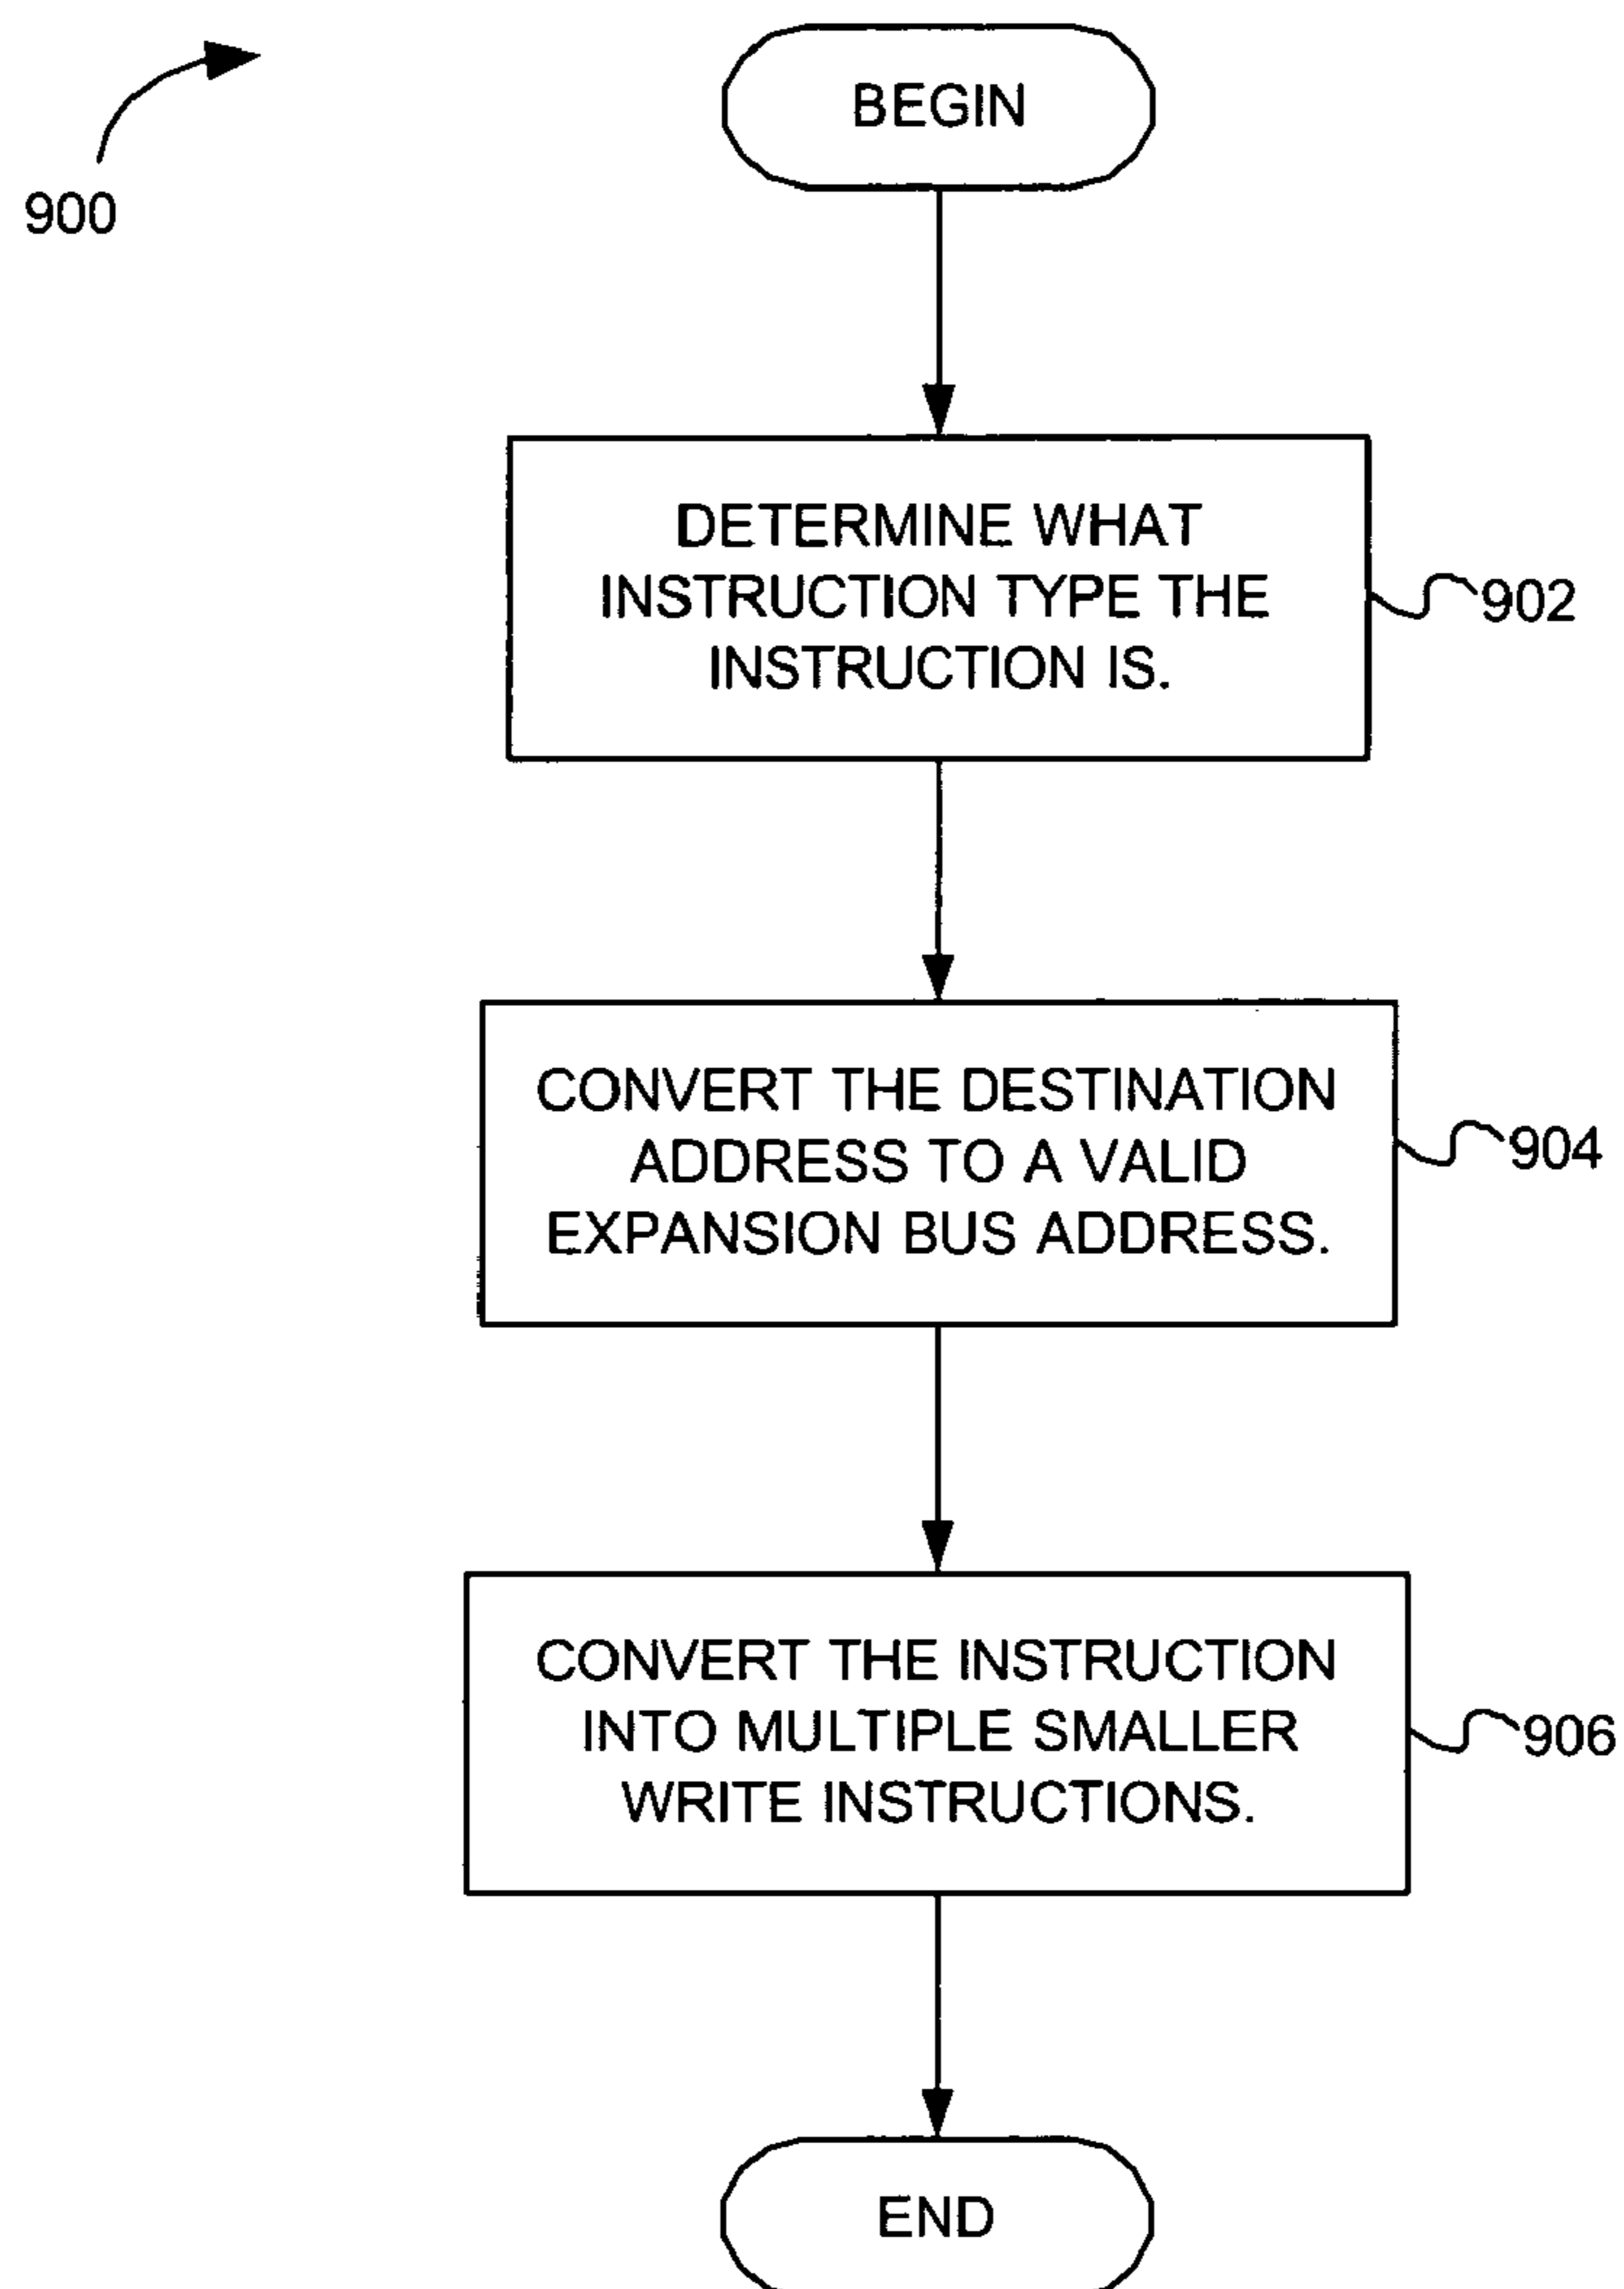 BEGIN
900
DETERMINE WHAT
INSTRUCTION TYPE THE
INSTRUCTION IS.
902
CONVERT THE DESTINATION
ADDRESS TO A VALID
EXPANSION BUS ADDRESS.
904
CONVERT THE INSTRUCTION
INTO MULTIPLE SMALLER
WRITE INSTRUCTIONS.
906
END